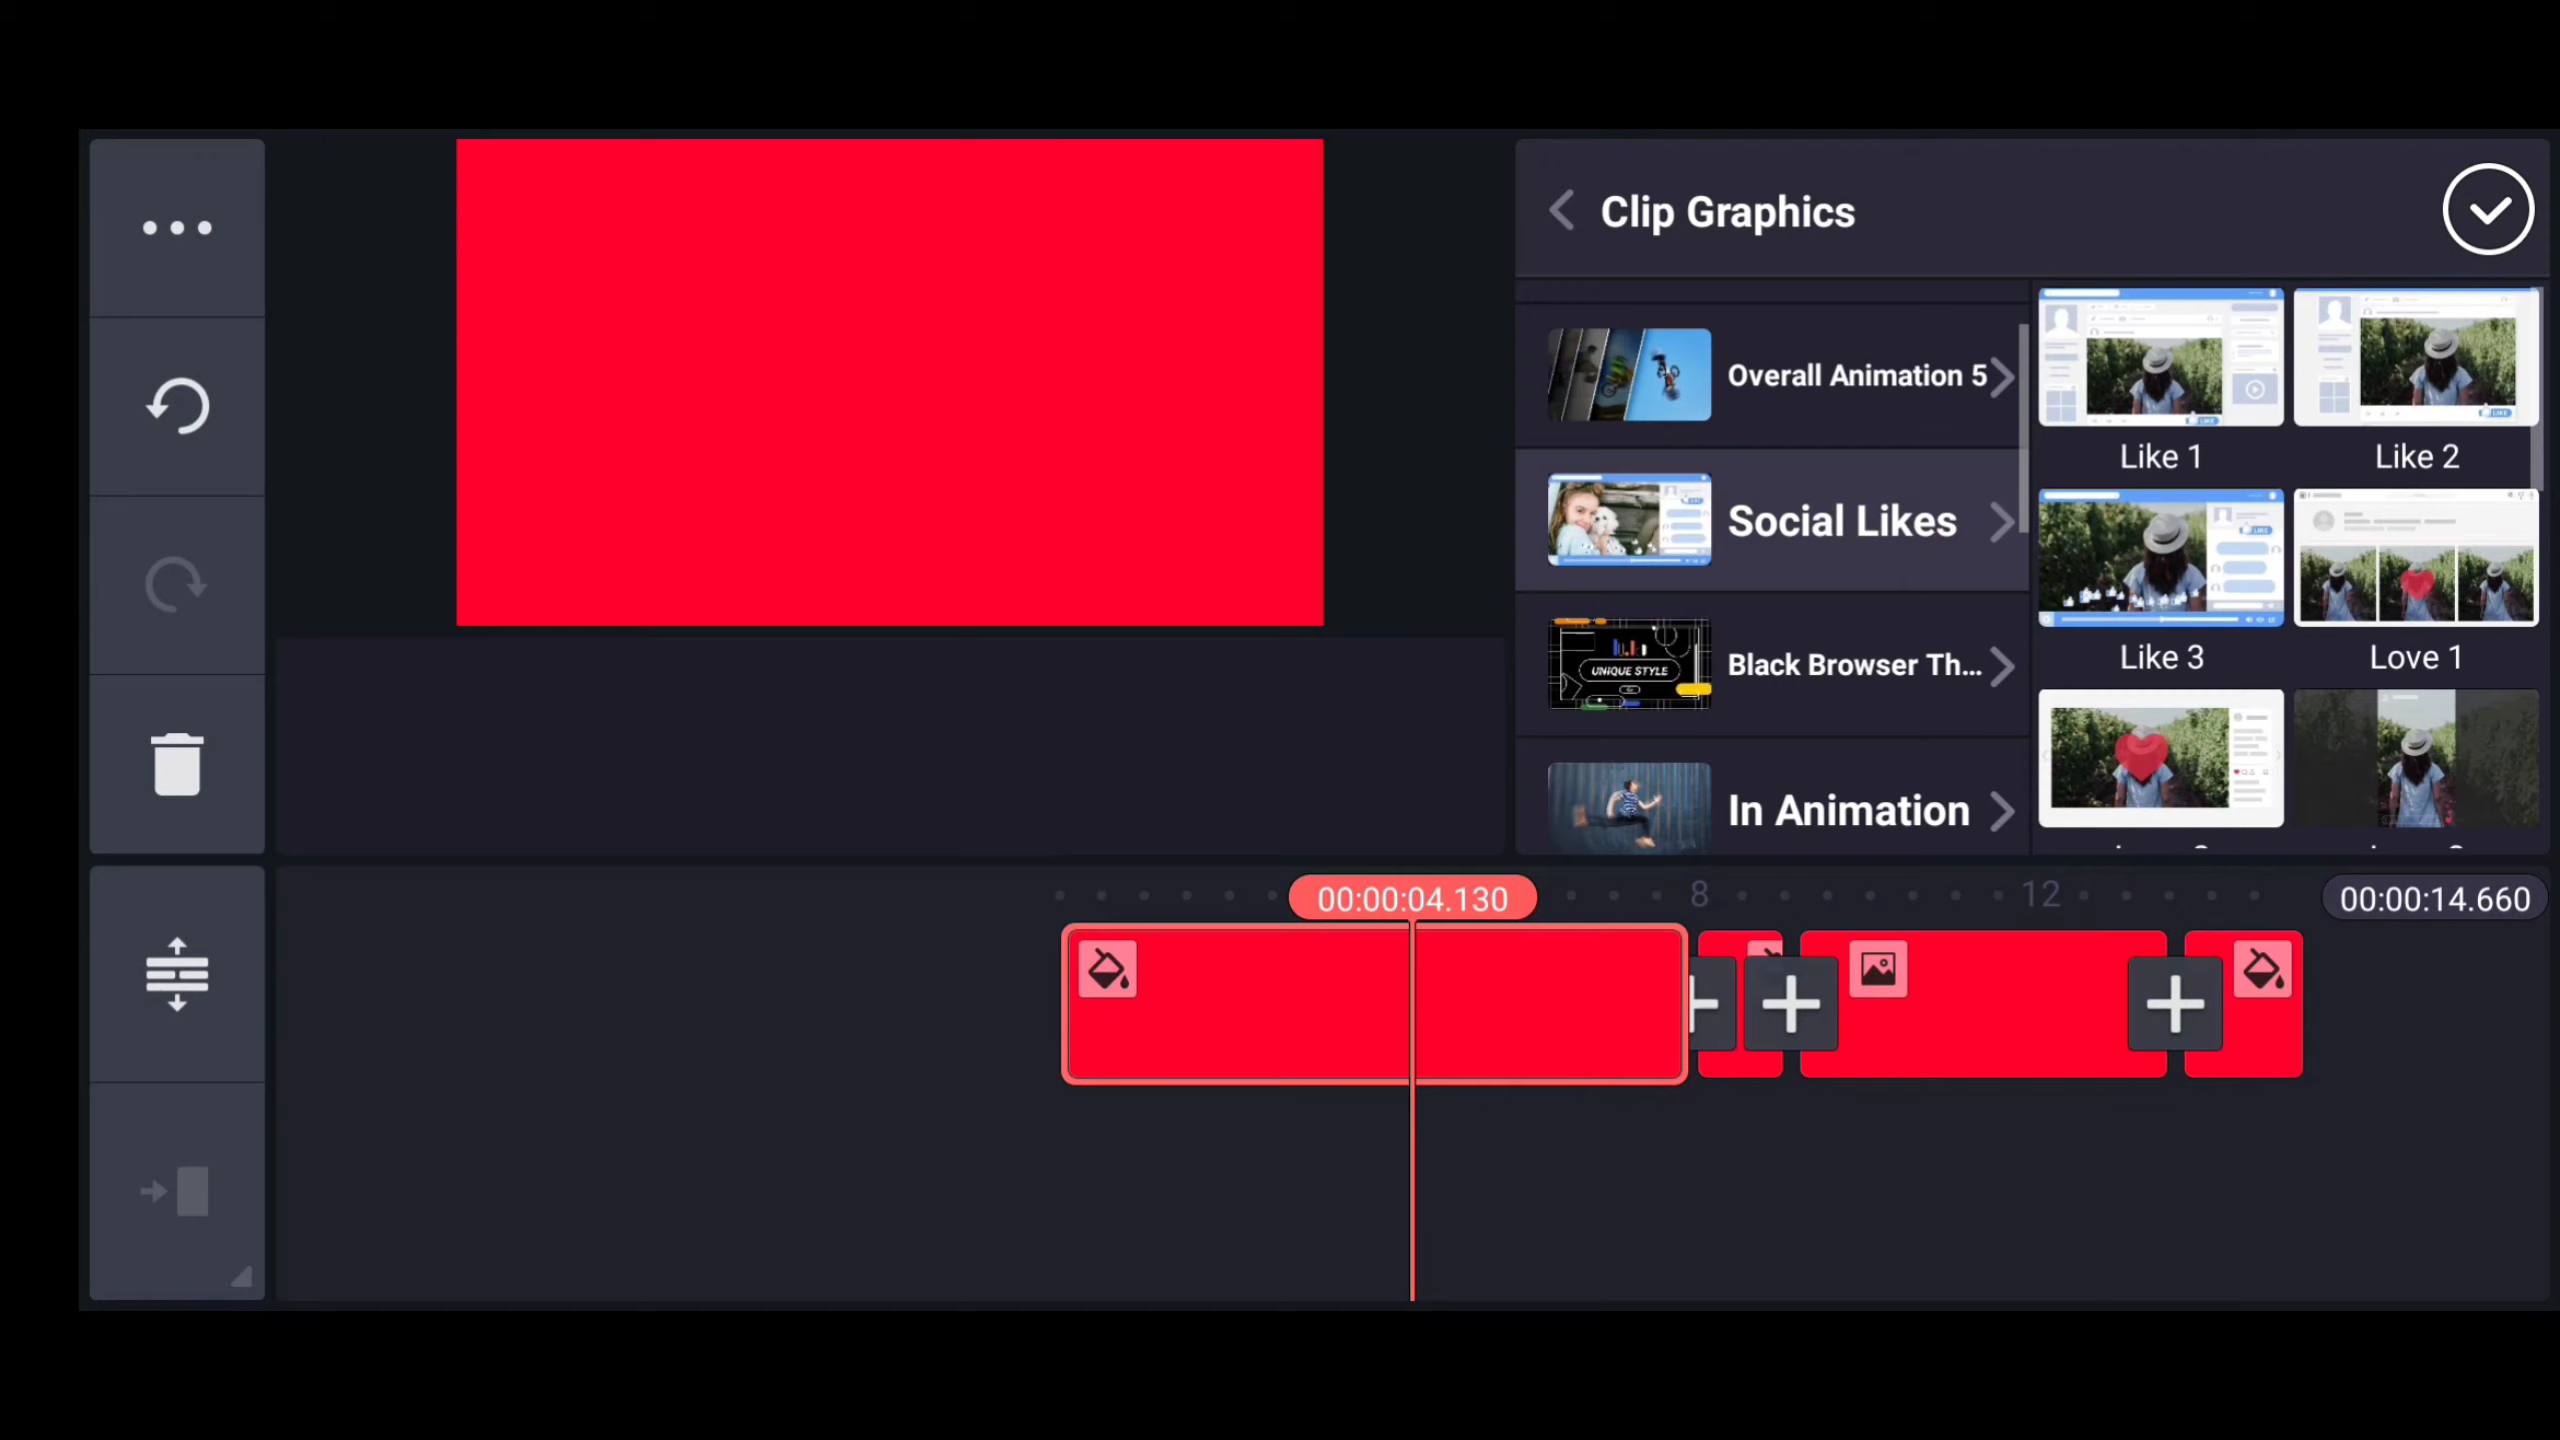 Clip Graphics
Overall Animation 5
Social Likes
Black Browser Th...
UNIQUE STYLE
In Animation
Like 1
Like 2
LIKE
Like 3
Love 1
00:00:04.130
8
12
00:00:14.660